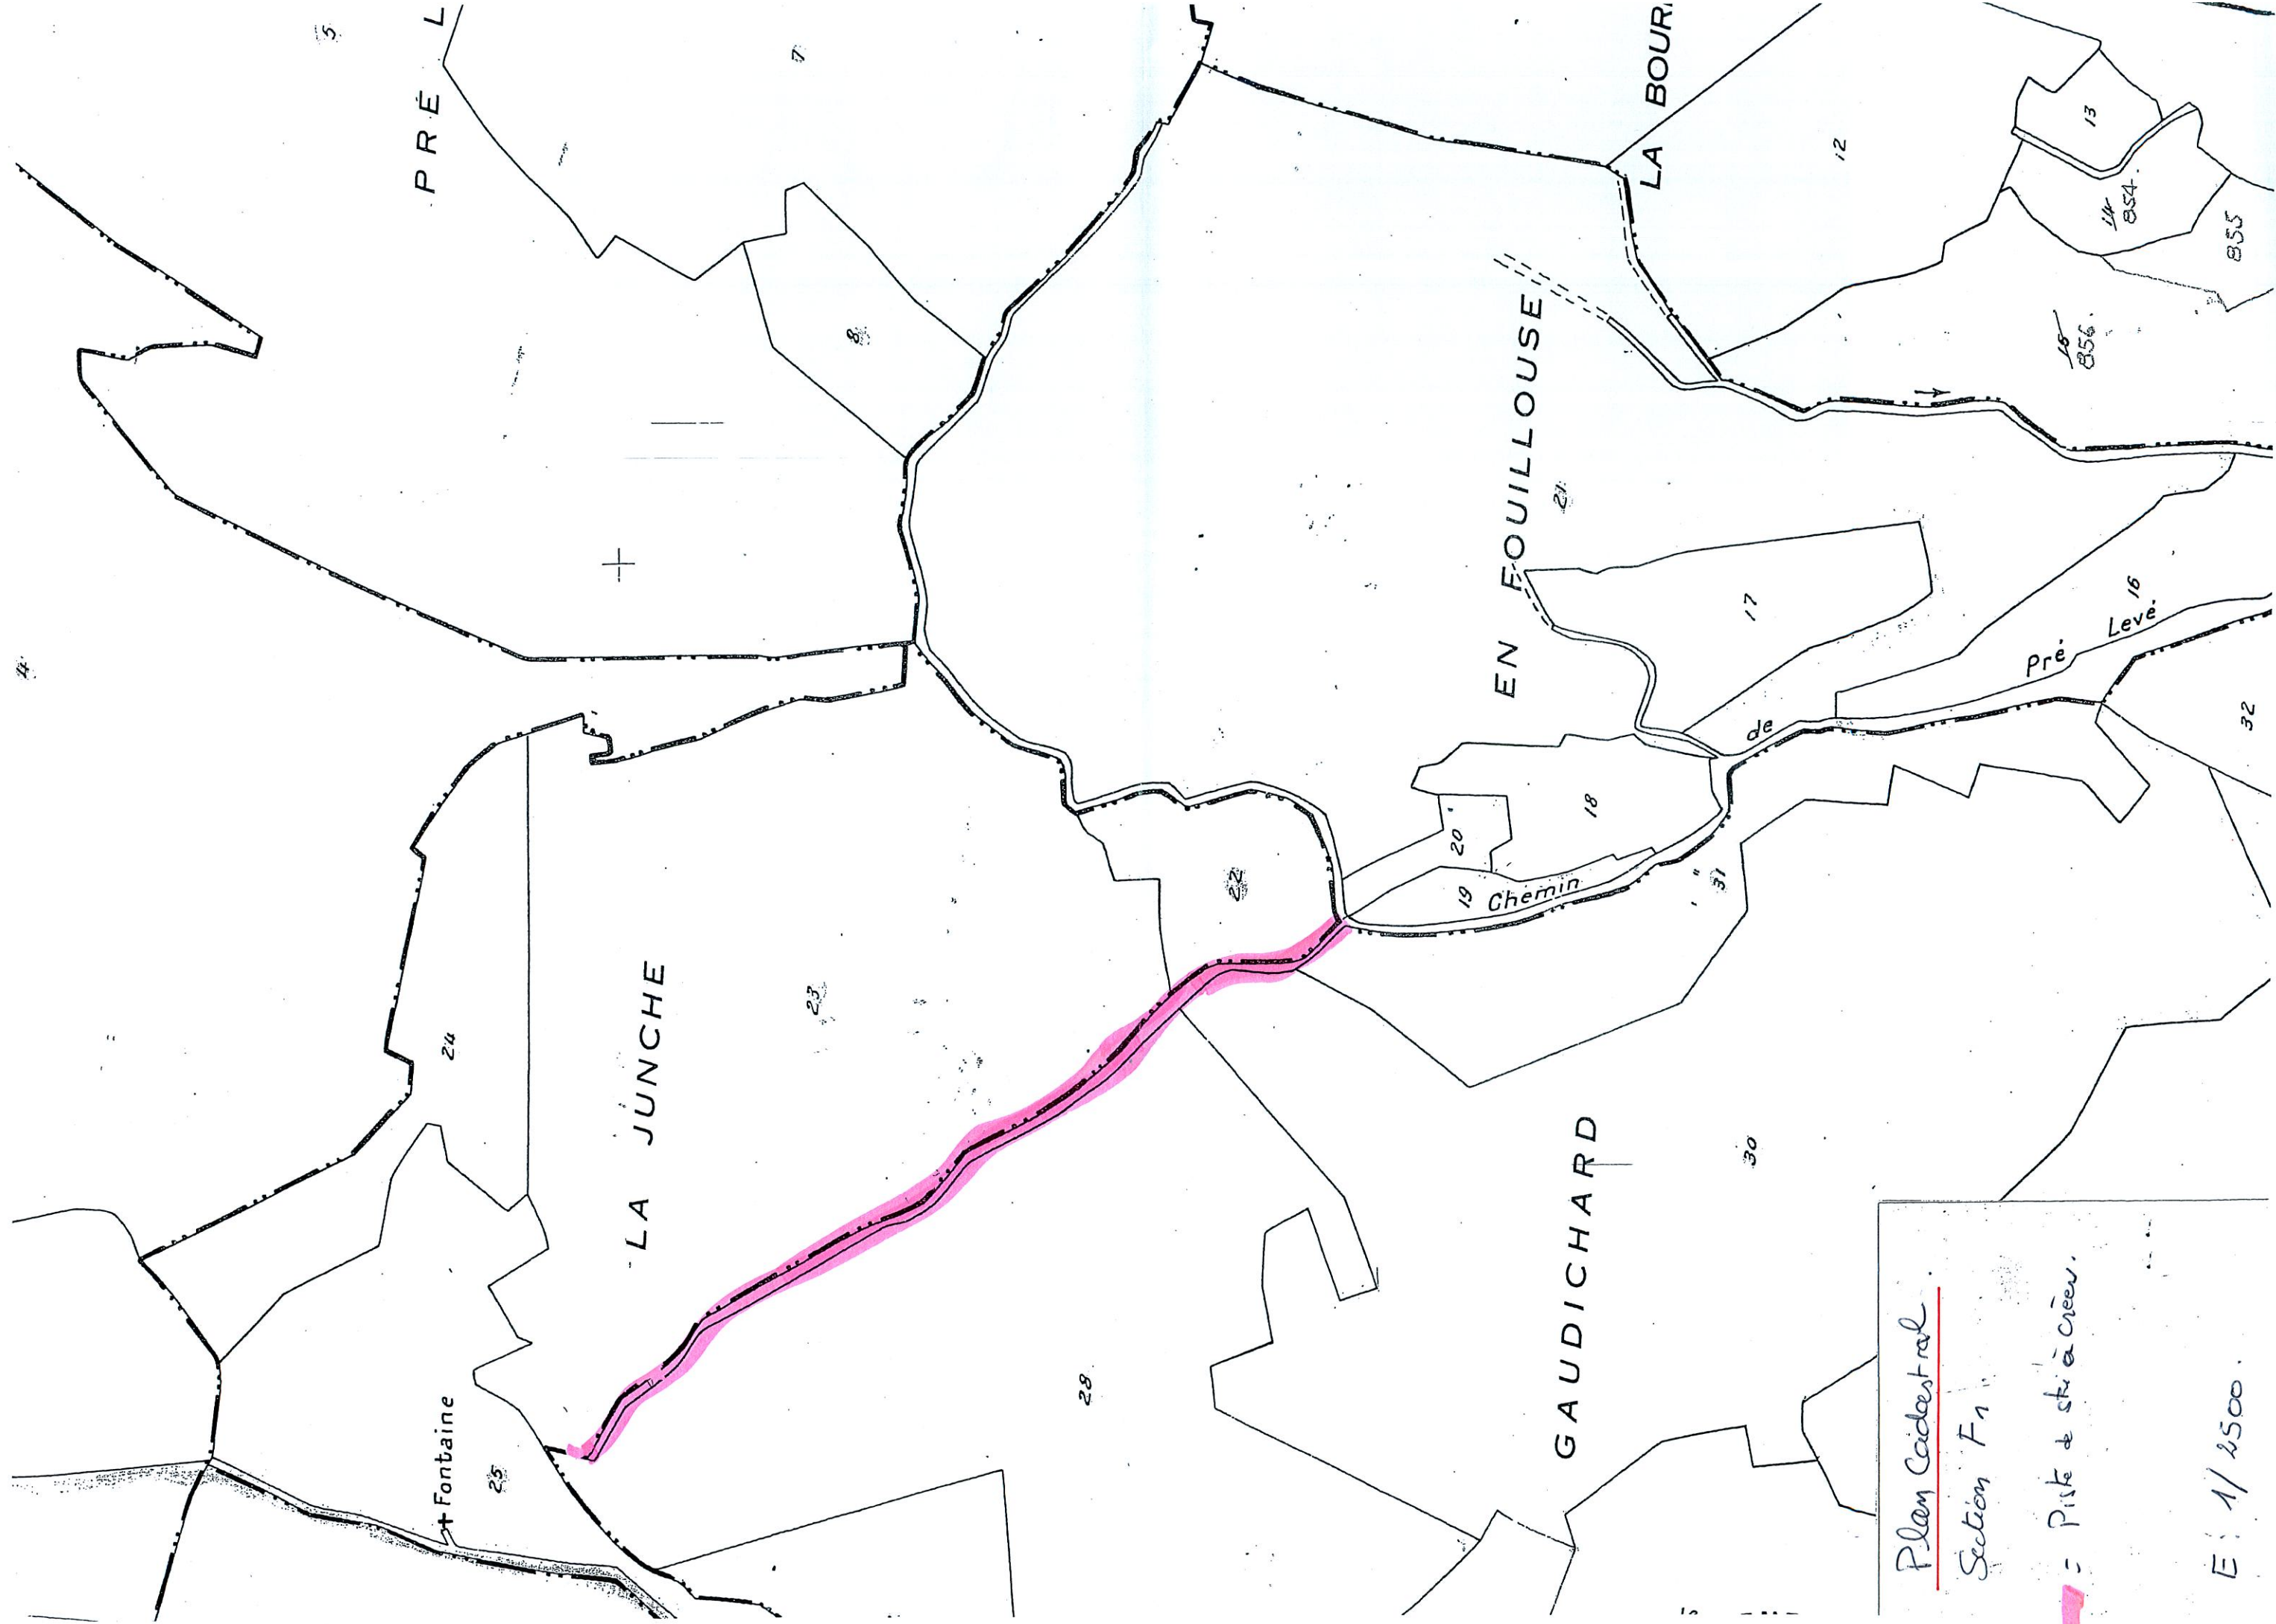 PRÉ L
5
7
8
4
LA BOUR
12
13
14
854.
855
15
856.
EN FOUILLOUSE
21
17
16
18
20
19
Chemin de Pré Levé
22
31
32
LA JUNCHE
23
24
+ Fontaine
25
28
GAUDICHARD
30
Plan Cadastral.
Section F1
= Piste de ski à créer.
E: 1/2500.